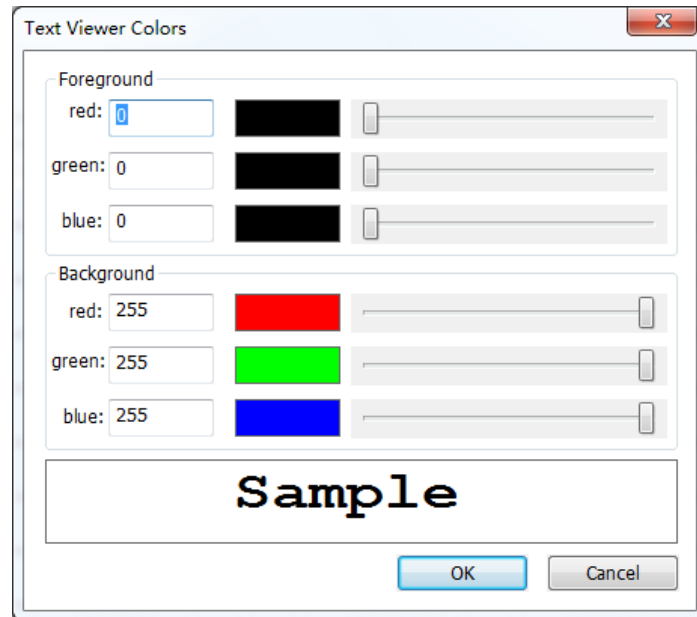 Text Viewer Colors
Foreground
red: 0
green: 0
blue: 0
Background
red: 255
green: 255
blue: 255
Sample
OK Cancel